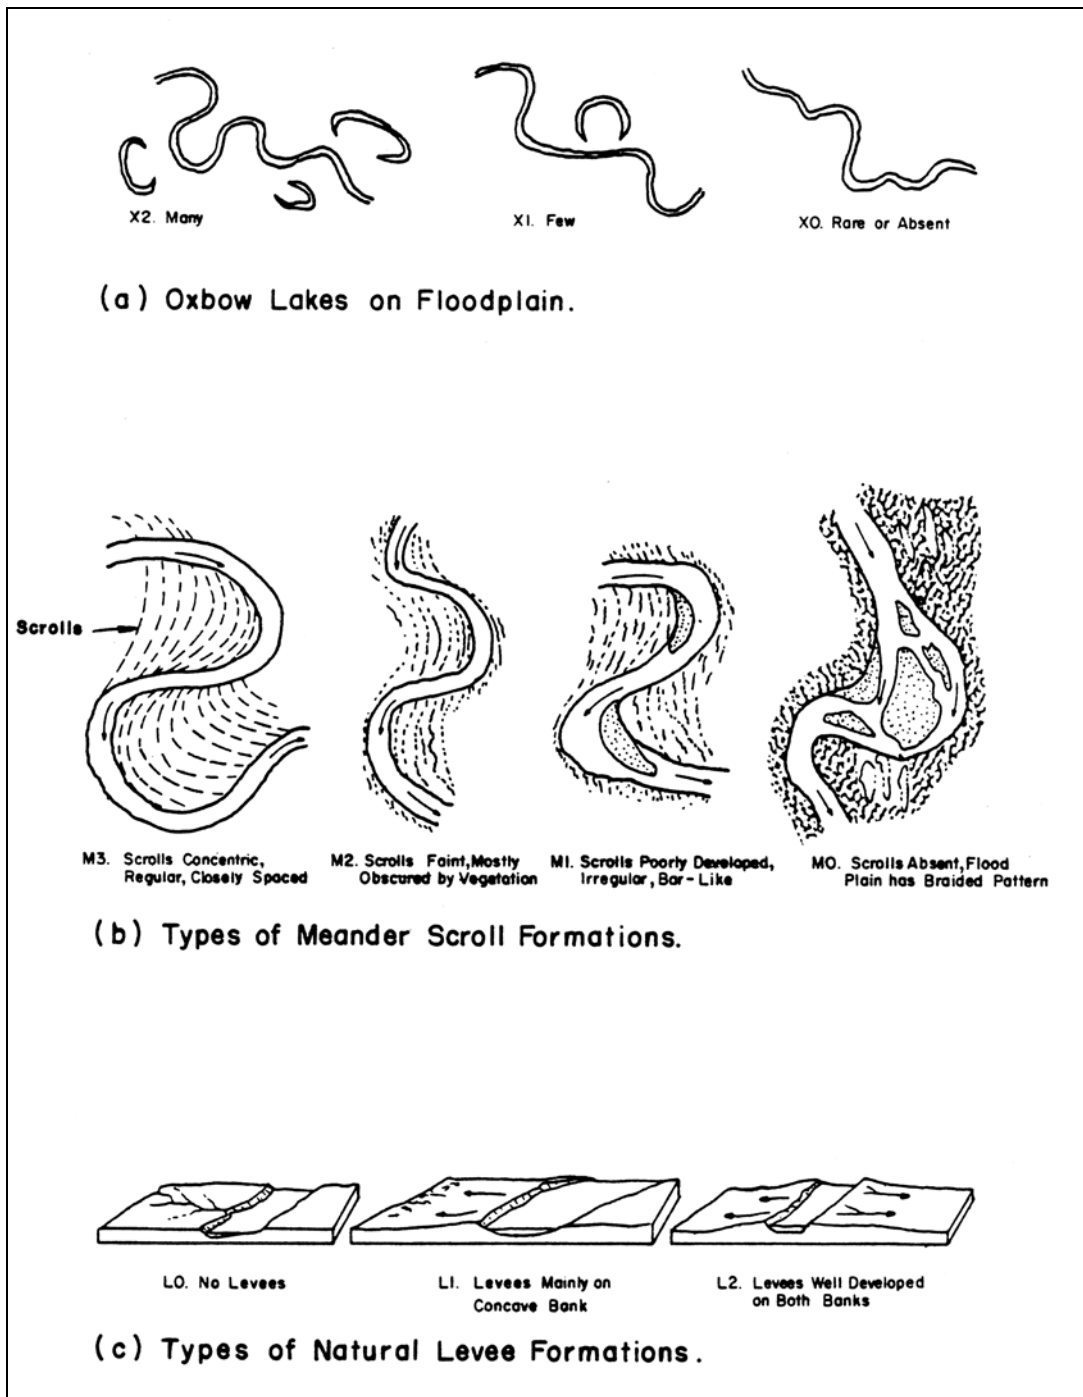 X2. Many
X1. Few
XO. Rare or Absent
(a) Oxbow Lakes on Floodplain.
Scrolls
M3. Scrolls Concentric,
Regular, Closely Spaced
M2. Scrolls Faint, Mostly
Obscured by Vegetation
M1. Scrolls Poorly Developed,
Irregular, Bar-Like
MO. Scrolls Absent, Flood
Plain has Braided Pattern
(b) Types of Meander Scroll Formations.
LO. No Levees
L1. Levees Mainly on
Concave Bank
L2. Levees Well Developed
on Both Banks
(c) Types of Natural Levee Formations.